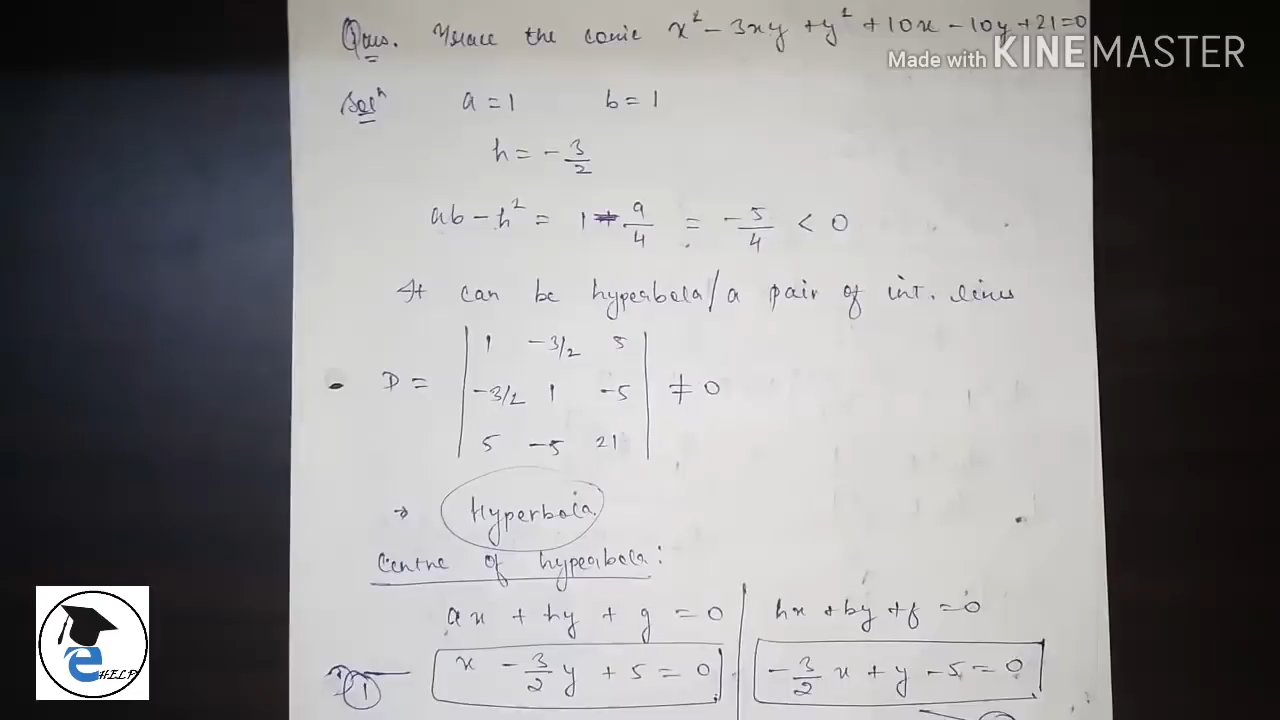 Ques. Trace the conic x² - 3xy + y² + 10x - 10y + 21 = 0
Made with KINEMASTER
Solⁿ a = 1 b = 1
h = - 3/2
ab - h² = 1 - 9/4 = - 5/4 < 0
It can be hyperbola / a pair of int. lines
D = | 1 -3/2 5 |
| -3/2 1 -5 | ≠ 0
| 5 -5 21 |
⇒ Hyperbola.
Centre of hyperbola:
ax + hy + g = 0 | hx + by + f = 0
① x - 3/2 y + 5 = 0 | - 3/2 x + y - 5 = 0
e HELP